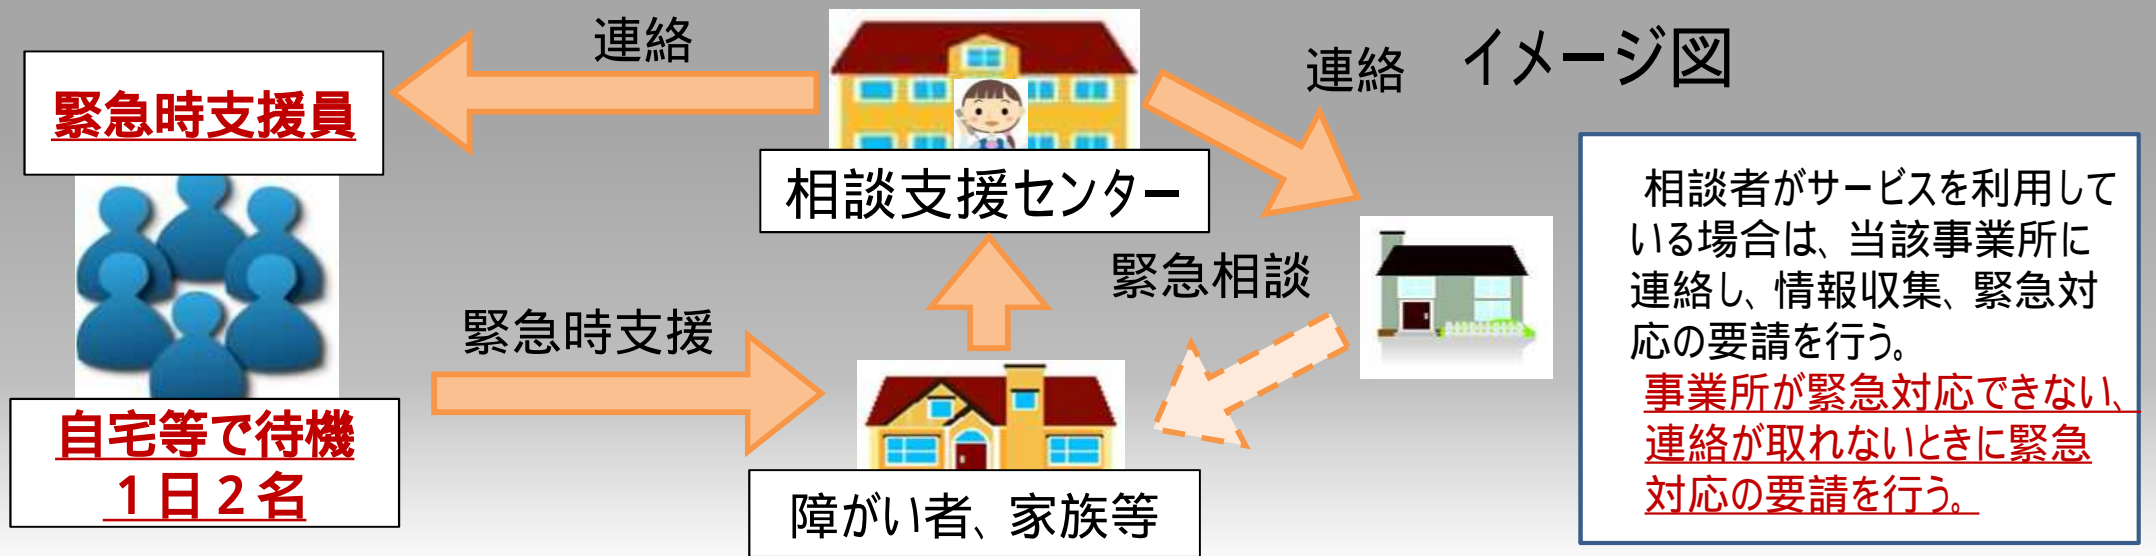 イメージ図
連絡
連絡
緊急時支援員
相談支援センター
緊急相談
緊急時支援
自宅等で待機
1日2名
障がい者、家族等
相談者がサービスを利用して
いる場合は、当該事業所に
連絡し、情報収集、緊急対
応の要請を行う。
事業所が緊急対応できない、
連絡が取れないときに緊急
対応の要請を行う。